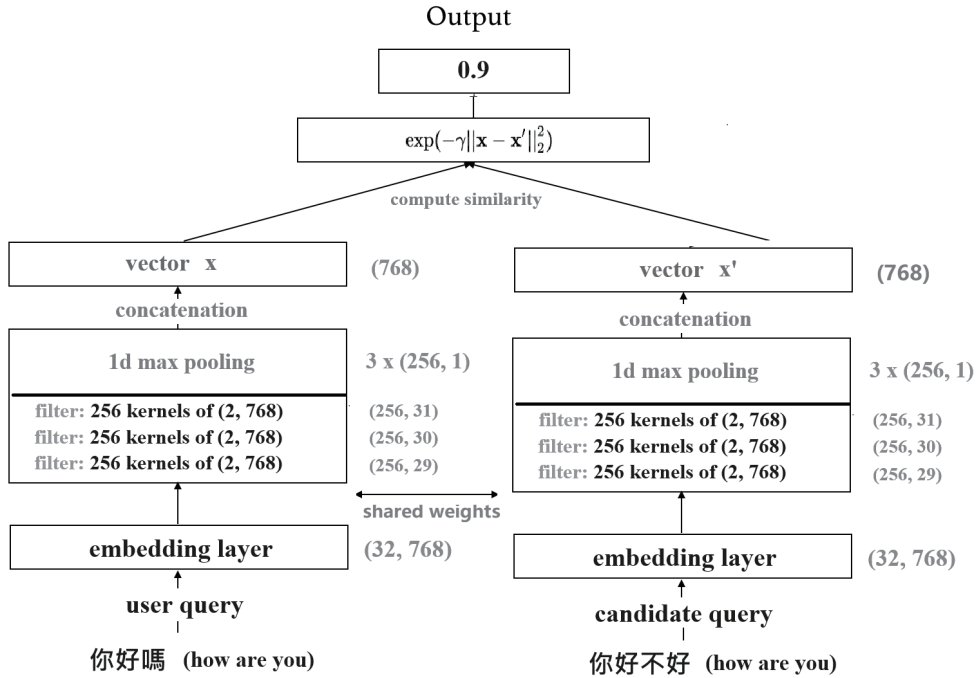 Output
0.9
exp(−γ||x − x′||₂²)
compute similarity
vector x
(768)
concatenation
1d max pooling
3 x (256, 1)
filter: 256 kernels of (2, 768)
(256, 31)
filter: 256 kernels of (2, 768)
(256, 30)
filter: 256 kernels of (2, 768)
(256, 29)
embedding layer
(32, 768)
user query
你好嗎 (how are you)
shared weights
vector x'
(768)
concatenation
1d max pooling
3 x (256, 1)
filter: 256 kernels of (2, 768)
(256, 31)
filter: 256 kernels of (2, 768)
(256, 30)
filter: 256 kernels of (2, 768)
(256, 29)
embedding layer
(32, 768)
candidate query
你好不好 (how are you)